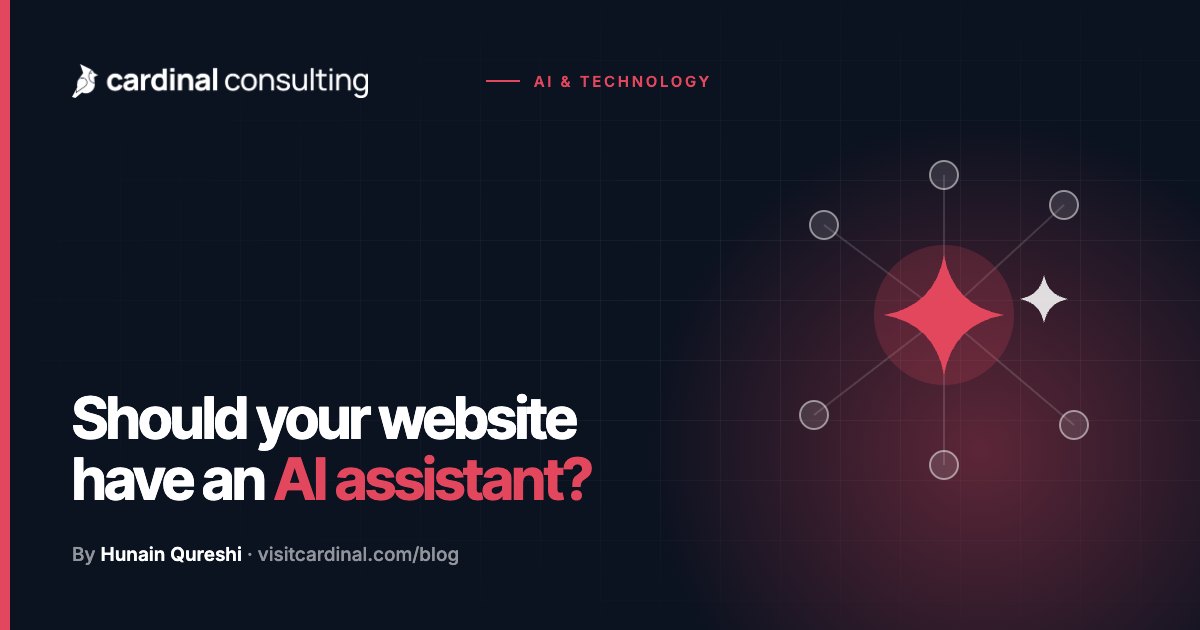 cardinal consulting
AI & TECHNOLOGY
Should your website
have an AI assistant?
By Hunain Qureshi · visitcardinal.com/blog